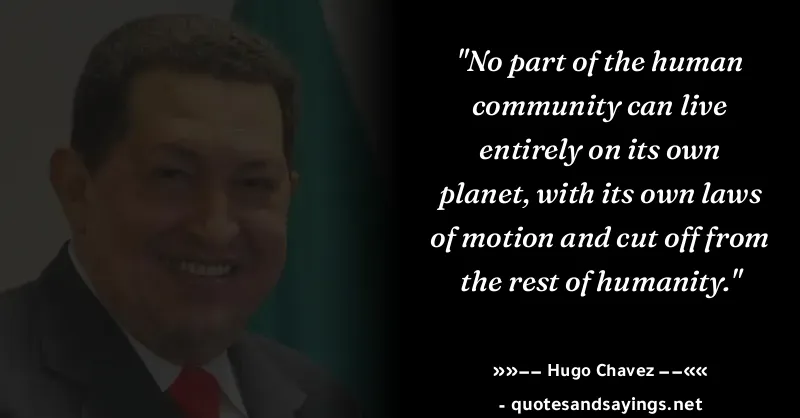 "No part of the human
community can live
entirely on its own
planet, with its own laws
of motion and cut off from
the rest of humanity."
»»−− Hugo Chavez −−««
- quotesandsayings.net